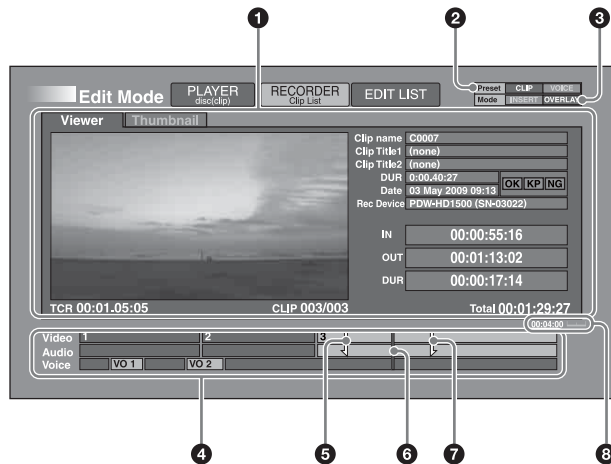 1
2
3
Edit Mode
PLAYER
disc(clip)
RECORDER
Clip List
EDIT LIST
Preset CLIP VOICE
Mode INSERT OVERLAY
Viewer Thumbnail
Clip name C0007
Clip Title1 (none)
Clip Title2 (none)
DUR 0:00.40:27
Date 03 May 2009 09:13
OK KP NG
Rec Device PDW-HD1500 (SN-03022)
IN 00:00:55:16
OUT 00:01:13:02
DUR 00:00:17:14
TCR 00:01.05:05 CLIP 003/003 Total 00:01:29:27
00:04:00
Video 1 2 3
Audio
Voice VO 1 VO 2
4
5
6
7
8